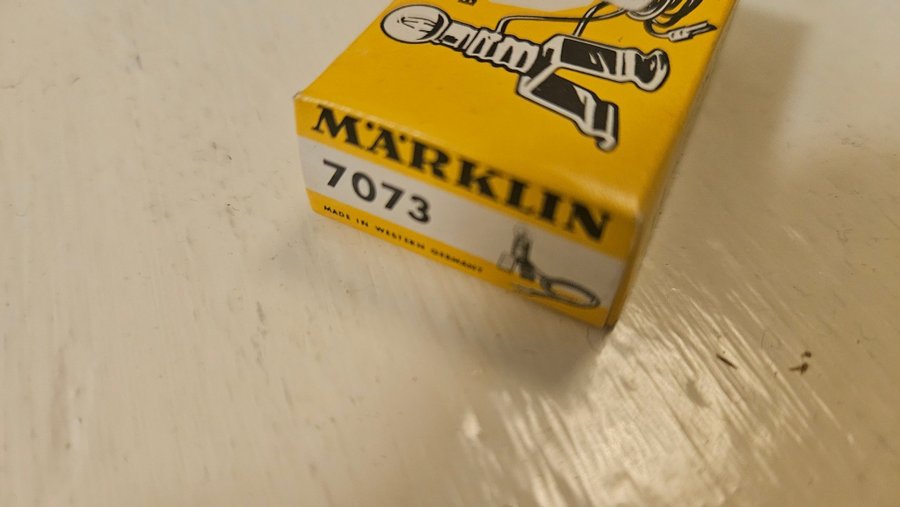 MÄRKLIN
7073
MADE IN WESTERN GERMANY